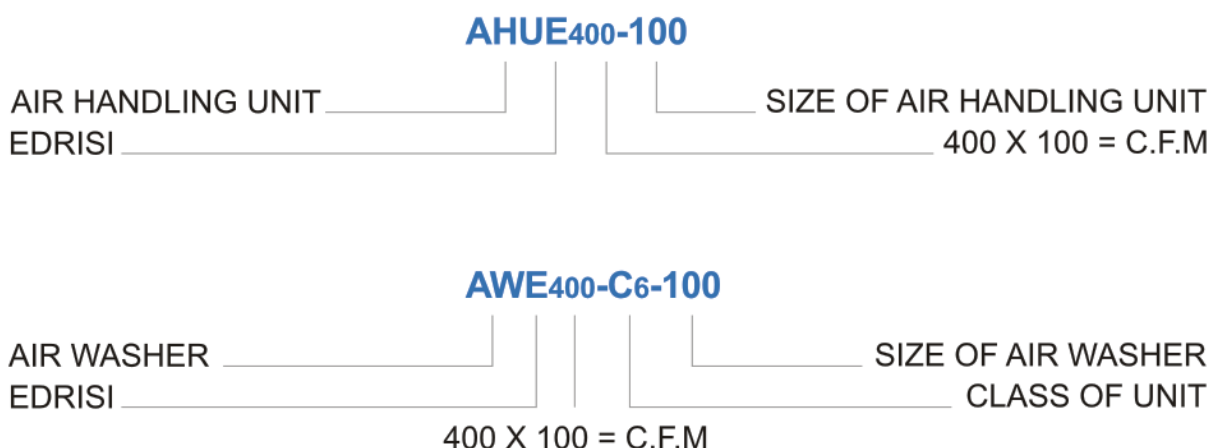 AHUE400-100
AIR HANDLING UNIT SIZE OF AIR HANDLING UNIT
EDRISI 400 X 100 = C.F.M
AWE400-C6-100
AIR WASHER SIZE OF AIR WASHER
EDRISI CLASS OF UNIT
400 X 100 = C.F.M